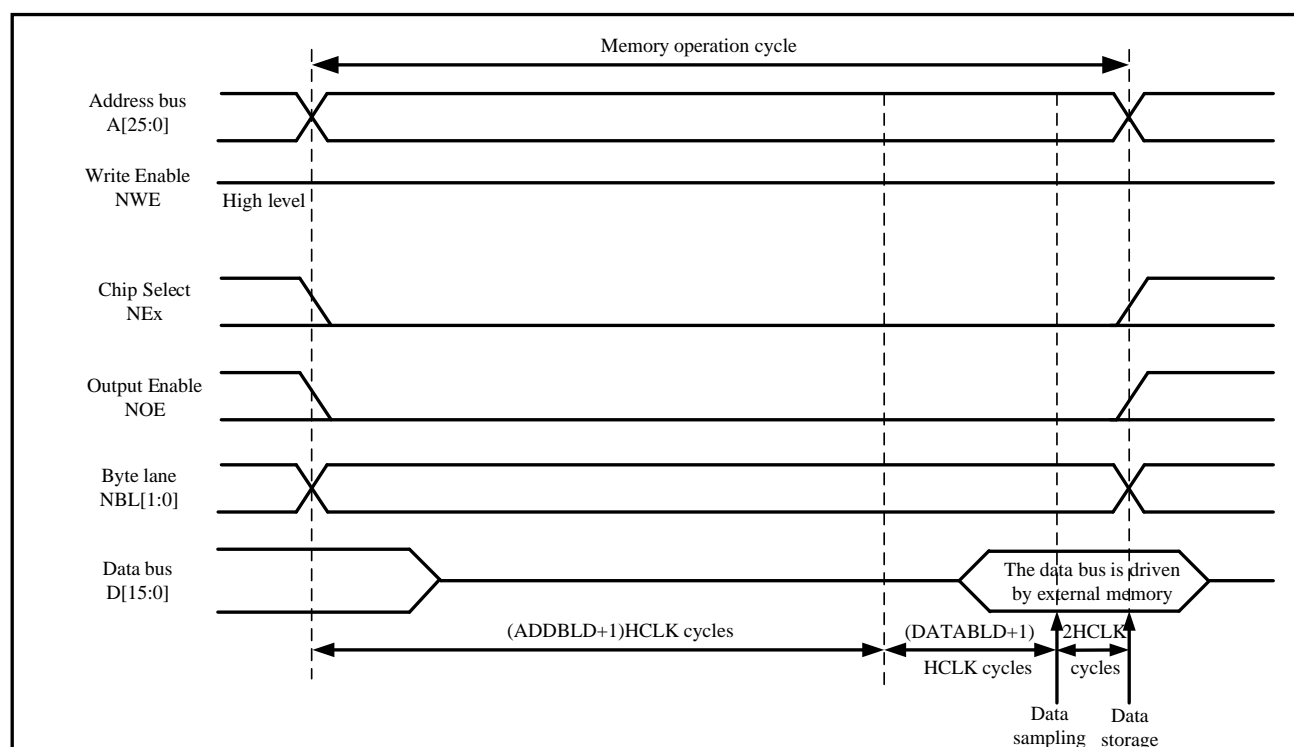 Memory operation cycle
Address bus
A[25:0]
Write Enable
NWE
High level
Chip Select
NEx
Output Enable
NOE
Byte lane
NBL[1:0]
Data bus
D[15:0]
The data bus is driven
by external memory
(ADDBLD+1)HCLK cycles
(DATABLD+1)
HCLK cycles
2HCLK
cycles
Data
sampling
Data
storage